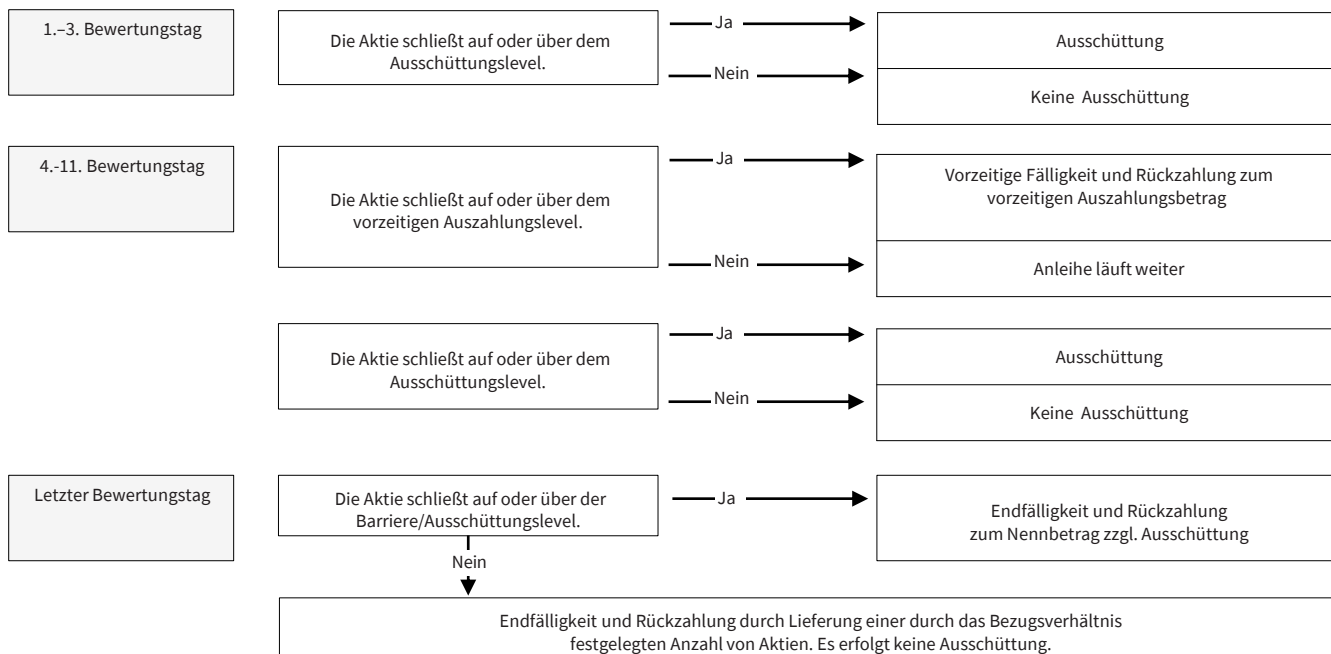 1.–3. Bewertungstag
Die Aktie schließt auf oder über dem
Ausschüttungslevel.
Ja
Ausschüttung
Nein
Keine Ausschüttung
4.-11. Bewertungstag
Die Aktie schließt auf oder über dem
vorzeitigen Auszahlungslevel.
Ja
Vorzeitige Fälligkeit und Rückzahlung zum
vorzeitigen Auszahlungsbetrag
Nein
Anleihe läuft weiter
Die Aktie schließt auf oder über dem
Ausschüttungslevel.
Ja
Ausschüttung
Nein
Keine Ausschüttung
Letzter Bewertungstag
Die Aktie schließt auf oder über der
Barriere/Ausschüttungslevel.
Ja
Endfälligkeit und Rückzahlung
zum Nennbetrag zzgl. Ausschüttung
Nein
Endfälligkeit und Rückzahlung durch Lieferung einer durch das Bezugsverhältnis
festgelegten Anzahl von Aktien. Es erfolgt keine Ausschüttung.